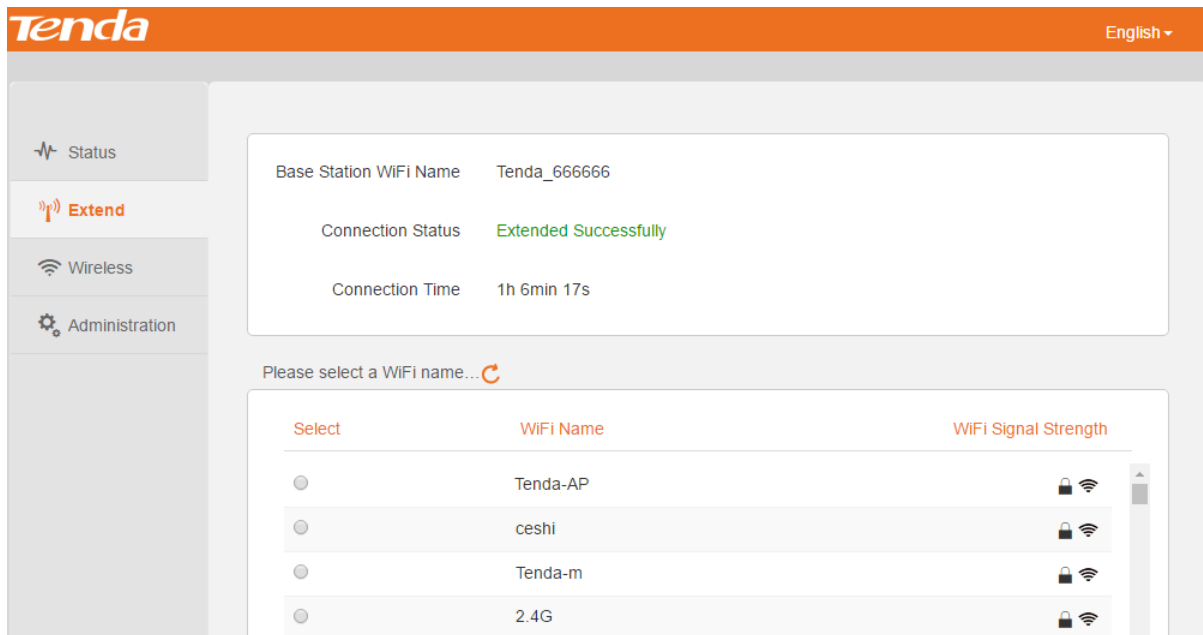 Tenda
English
Status
Extend
Wireless
Administration
Base Station WiFi Name Tenda_666666
Connection Status Extended Successfully
Connection Time 1h 6min 17s
Please select a WiFi name...
Select WiFi Name WiFi Signal Strength
Tenda-AP
ceshi
Tenda-m
2.4G